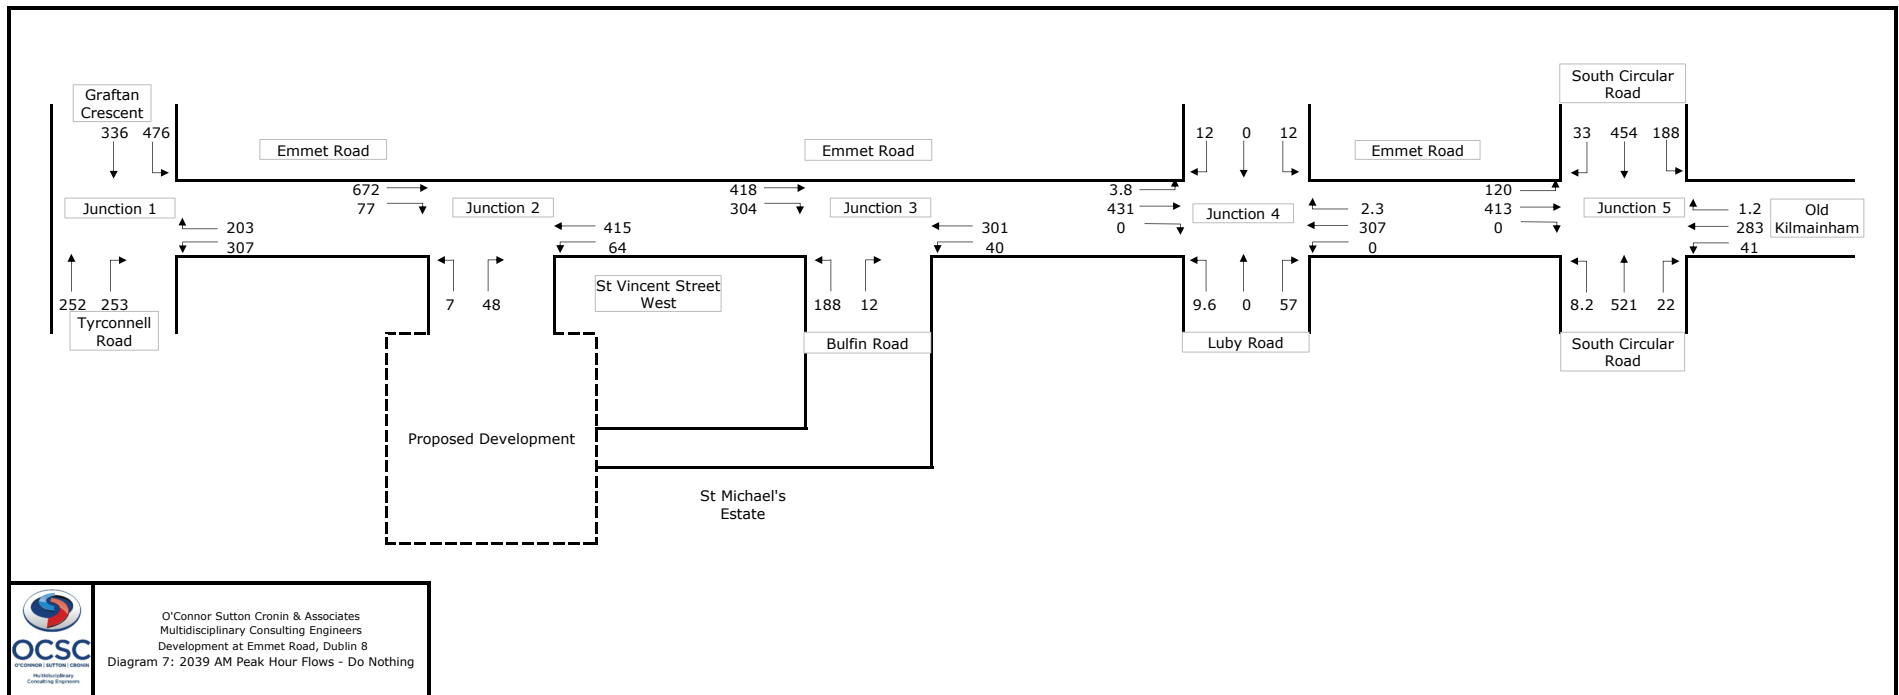 Graftan
Crescent
336 476
Emmet Road
Emmet Road
12 0 12
Emmet Road
South Circular
Road
33 454 188
672
77
418
304
3.8
431
0
120
413
0
Junction 1
203
307
Junction 2
415
64
Junction 3
301
40
Junction 4
2.3
307
0
Junction 5
1.2
283
41
Old
Kilmainham
252 253
Tyrconnell
Road
7 48
St Vincent Street
West
188 12
Bulfin Road
9.6 0 57
Luby Road
8.2 521 22
South Circular
Road
Proposed Development
St Michael's
Estate
OCSC
O'CONNOR | SUTTON | CRONIN
Multidisciplinary
Consulting Engineers
O'Connor Sutton Cronin & Associates
Multidisciplinary Consulting Engineers
Development at Emmet Road, Dublin 8
Diagram 7: 2039 AM Peak Hour Flows - Do Nothing